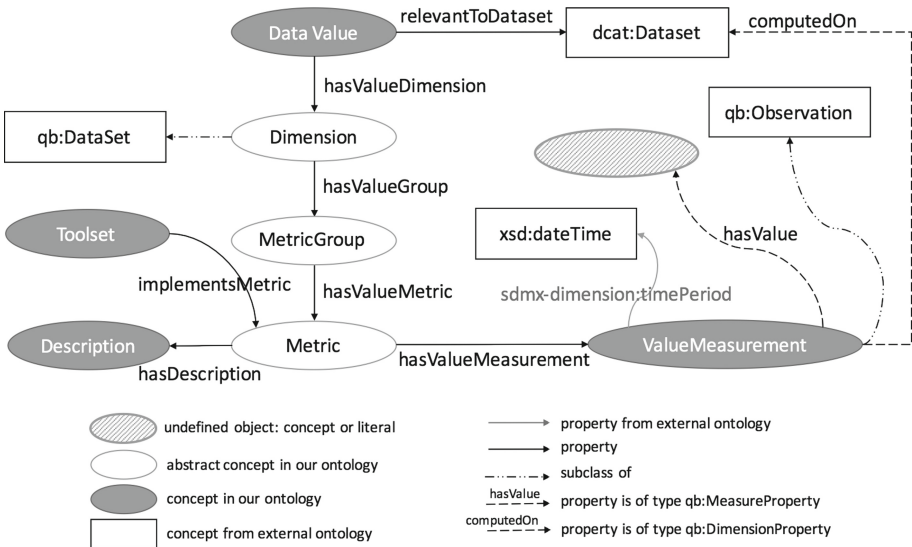 relevantToDataset
computedOn
Data Value
dcat:Dataset
hasValueDimension
qb:DataSet
Dimension
qb:Observation
hasValueGroup
Toolset
MetricGroup
xsd:dateTime
hasValue
implementsMetric
hasValueMetric
sdmx-dimension:timePeriod
Description
Metric
ValueMeasurement
hasDescription
hasValueMeasurement
undefined object: concept or literal
abstract concept in our ontology
concept in our ontology
concept from external ontology
property from external ontology
property
subclass of
hasValue
property is of type qb:MeasureProperty
computedOn
property is of type qb:DimensionProperty